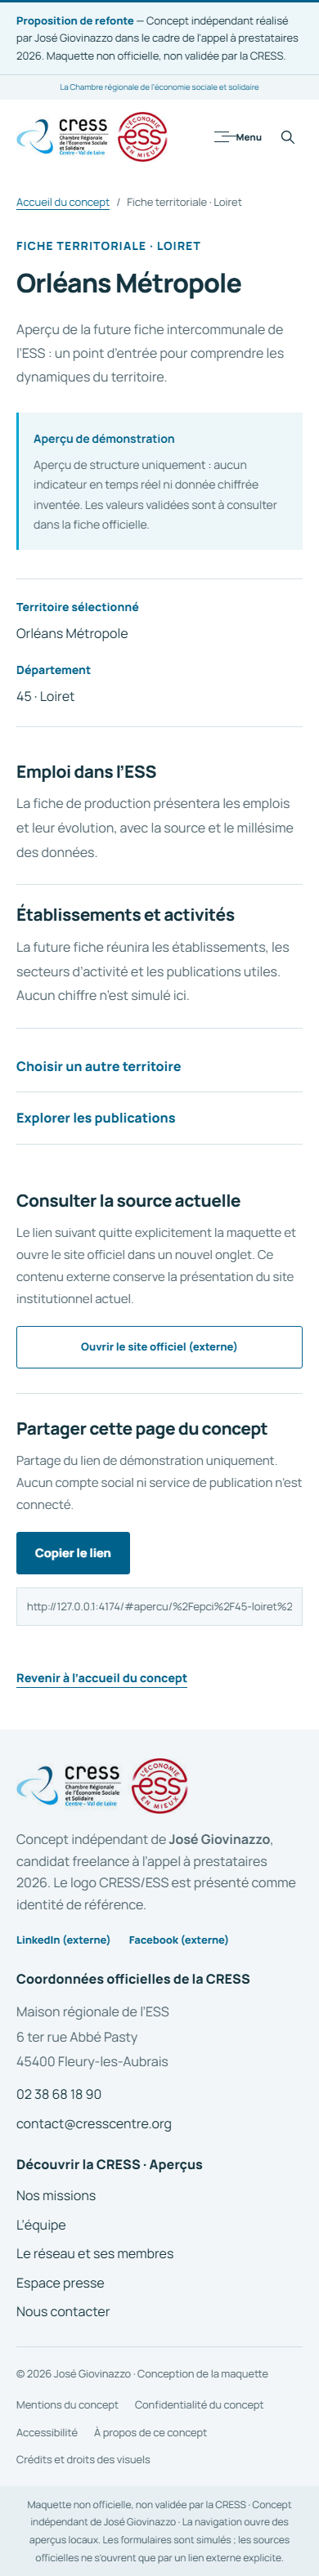 Proposition de refonte — Concept indépendant réalisé
par José Giovinazzo dans le cadre de l'appel à prestataires
2026. Maquette non officielle, non validée par la CRESS.
La Chambre régionale de l'économie sociale et solidaire
cress
Chambre Régionale
de l'Économie Sociale
et Solidaire
Centre - Val de Loire
L'ÉCONOMIE
ess
EN MIEUX
Menu
Accueil du concept / Fiche territoriale · Loiret
FICHE TERRITORIALE · LOIRET
Orléans Métropole
Aperçu de la future fiche intercommunale de
l'ESS : un point d'entrée pour comprendre les
dynamiques du territoire.
Aperçu de démonstration
Aperçu de structure uniquement : aucun
indicateur en temps réel ni donnée chiffrée
inventée. Les valeurs validées sont à consulter
dans la fiche officielle.
Territoire sélectionné
Orléans Métropole
Département
45 · Loiret
Emploi dans l’ESS
La fiche de production présentera les emplois
et leur évolution, avec la source et le millésime
des données.
Établissements et activités
La future fiche réunira les établissements, les
secteurs d’activité et les publications utiles.
Aucun chiffre n’est simulé ici.
Choisir un autre territoire
Explorer les publications
Consulter la source actuelle
Le lien suivant quitte explicitement la maquette et
ouvre le site officiel dans un nouvel onglet. Ce
contenu externe conserve la présentation du site
institutionnel actuel.
Ouvrir le site officiel (externe)
Partager cette page du concept
Partage du lien de démonstration uniquement.
Aucun compte social ni service de publication n'est
connecté.
Copier le lien
http://127.0.0.1:4174/#apercu/%2Fepci%2F45-loiret%2
Revenir à l'accueil du concept
cress
Chambre Régionale
de l'Économie Sociale
et Solidaire
Centre - Val de Loire
L'ÉCONOMIE
ess
EN MIEUX
Concept indépendant de José Giovinazzo,
candidat freelance à l’appel à prestataires
2026. Le logo CRESS/ESS est présenté comme
identité de référence.
LinkedIn (externe) Facebook (externe)
Coordonnées officielles de la CRESS
Maison régionale de l’ESS
6 ter rue Abbé Pasty
45400 Fleury-les-Aubrais
02 38 68 18 90
contact@cresscentre.org
Découvrir la CRESS · Aperçus
Nos missions
L’équipe
Le réseau et ses membres
Espace presse
Nous contacter
© 2026 José Giovinazzo · Conception de la maquette
Mentions du concept Confidentialité du concept
Accessibilité À propos de ce concept
Crédits et droits des visuels
Maquette non officielle, non validée par la CRESS · Concept
indépendant de José Giovinazzo · La navigation ouvre des
aperçus locaux. Les formulaires sont simulés ; les sources
officielles ne s’ouvrent que par un lien externe explicite.